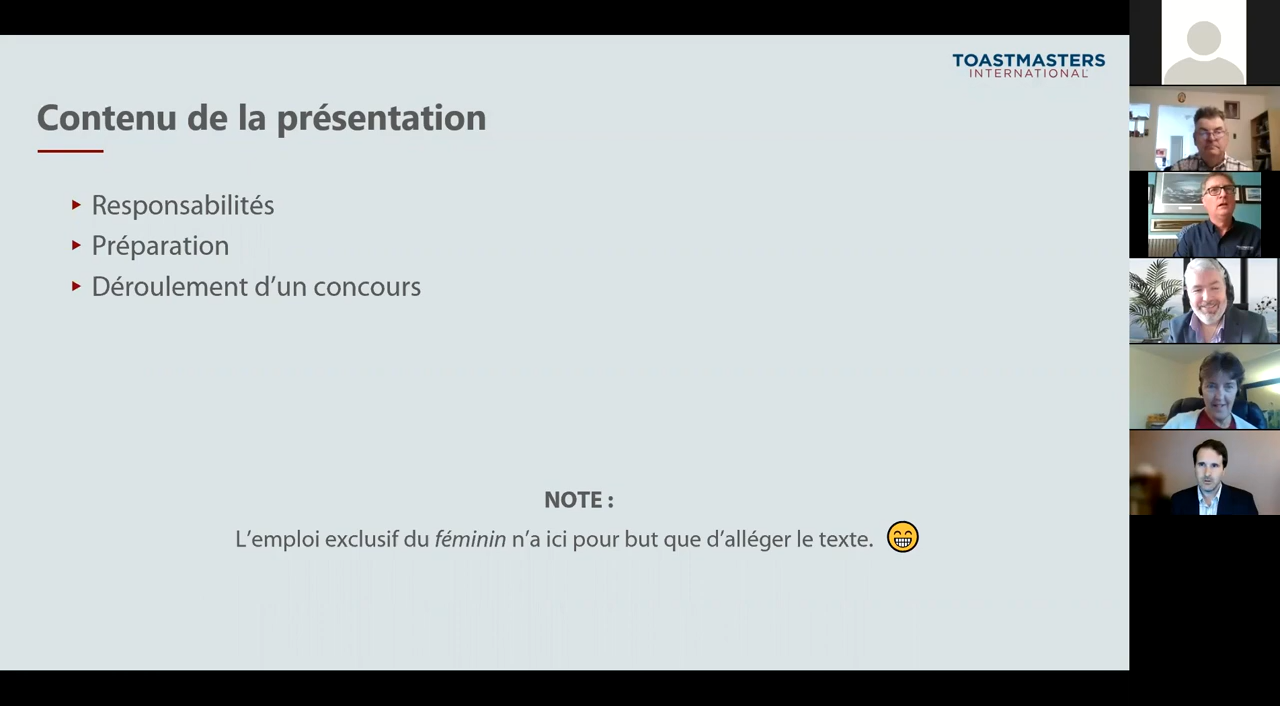 TOASTMASTERS
INTERNATIONAL
Contenu de la présentation
Responsabilités
Préparation
Déroulement d’un concours
NOTE :
L’emploi exclusif du féminin n’a ici pour but que d’alléger le texte.